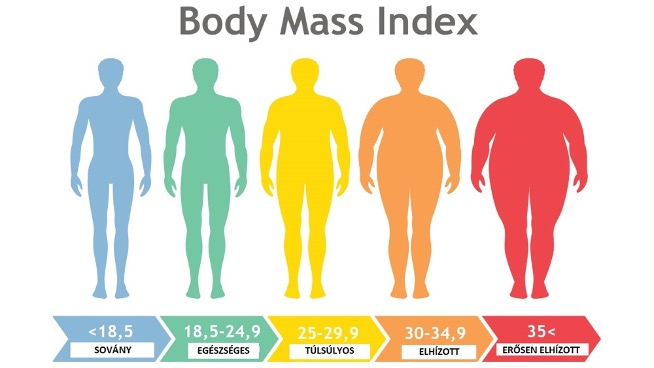 Body Mass Index
<18,5 18,5-24,9 25-29,9 30-34,9 35<
SOVÁNY EGÉSZSÉGES TÚLSÚLYOS ELHÍZOTT ERŐSEN ELHÍZOTT